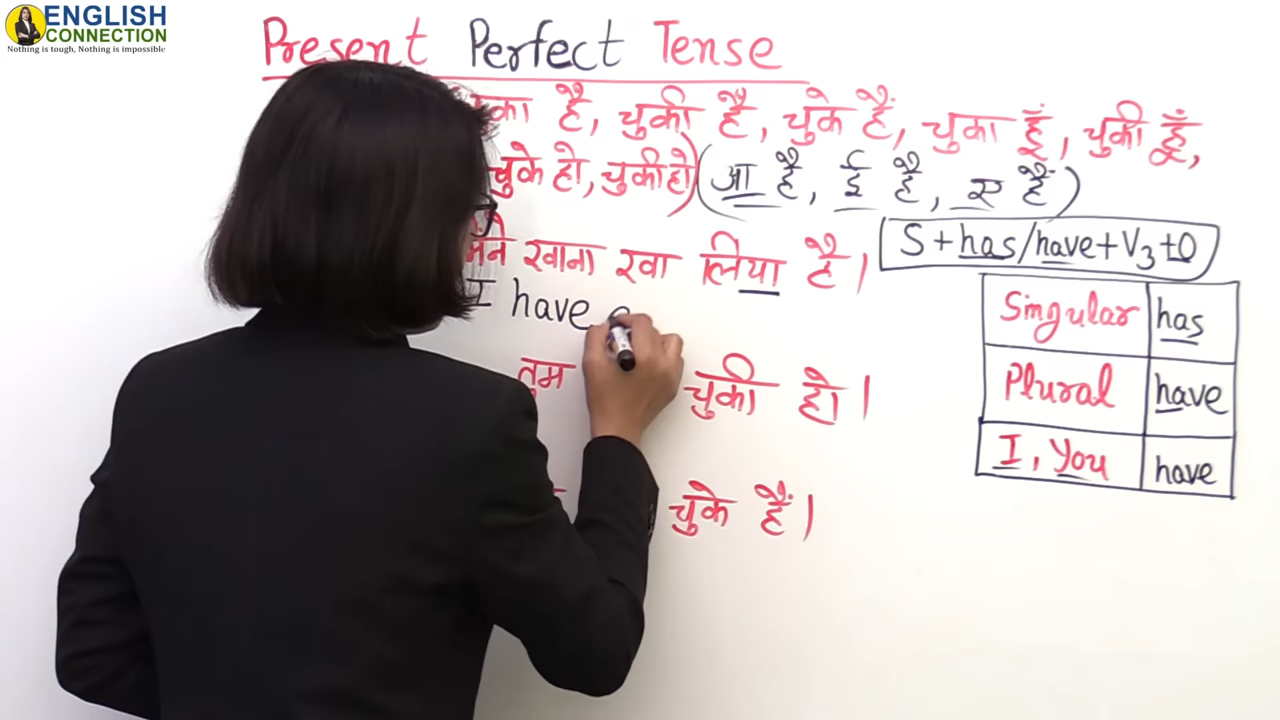 ENGLISH
CONNECTION
Nothing is tough, Nothing is impossible
Present Perfect Tense
है, चुकी है, चुके हैं, चुका हूँ, चुकी हूँ,
चुके हो, चुकी हो) (आ है, ई है, ए हैं)
मैंने खाना खा लिया है।
S + has/have + V3 + O
I have
Singular has
Plural have
I, You have
तुम चुकी हो।
चुके हैं।